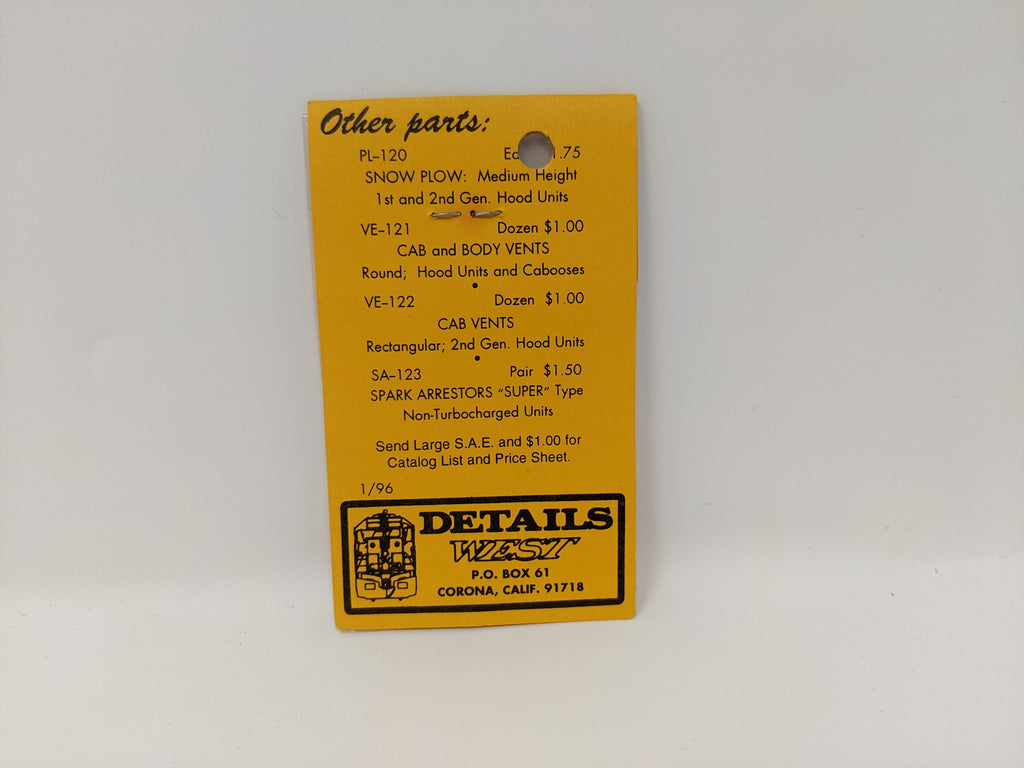 Other parts:
PL-120 .75
SNOW PLOW: Medium Height
1st and 2nd Gen. Hood Units
VE-121 Dozen $1.00
CAB and BODY VENTS
Round; Hood Units and Cabooses
VE-122 Dozen $1.00
CAB VENTS
Rectangular; 2nd Gen. Hood Units
SA-123 Pair $1.50
SPARK ARRESTORS "SUPER" Type
Non-Turbocharged Units
Send Large S.A.E. and $1.00 for
Catalog List and Price Sheet.
1/96
DETAILS
WEST
P.O. BOX 61
CORONA, CALIF. 91718